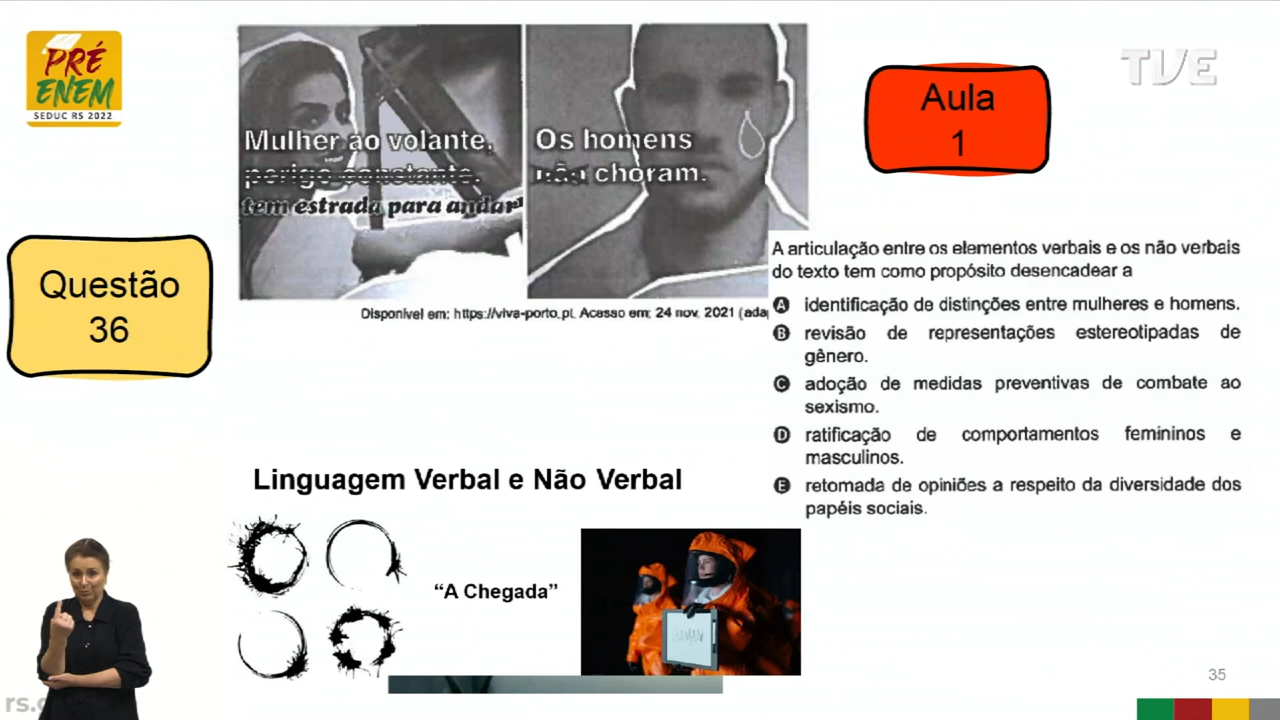 PRÉ
ENEM
SEDUC RS 2022
Mulher ao volante,
perigo constante.
tem estrada para andar
Os homens
não choram.
Disponível em: https://viva-porto.pt. Acesso em: 24 nov. 2021 (ada
TVE
Aula
1
Questão
36
A articulação entre os elementos verbais e os não verbais
do texto tem como propósito desencadear a
A identificação de distinções entre mulheres e homens.
B revisão de representações estereotipadas de
gênero.
C adoção de medidas preventivas de combate ao
sexismo.
D ratificação de comportamentos femininos e
masculinos.
E retomada de opiniões a respeito da diversidade dos
papéis sociais.
Linguagem Verbal e Não Verbal
“A Chegada”
HUMAN
35
rs.